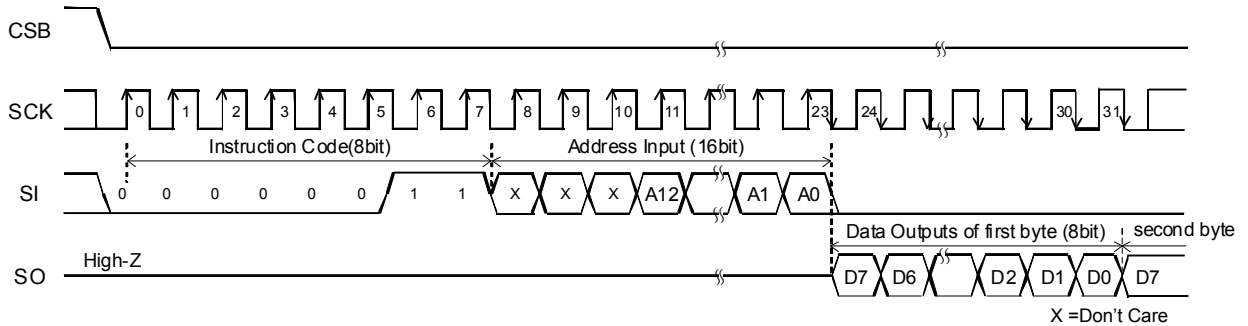 CSB
SCK 0 1 2 3 4 5 6 7 8 9 10 11 23 24 30 31
Instruction Code(8bit) Address Input (16bit)
SI 0 0 0 0 0 0 1 1 X X X A12 A1 A0
Data Outputs of first byte (8bit) second byte
High-Z
SO D7 D6 D2 D1 D0 D7
X =Don't Care